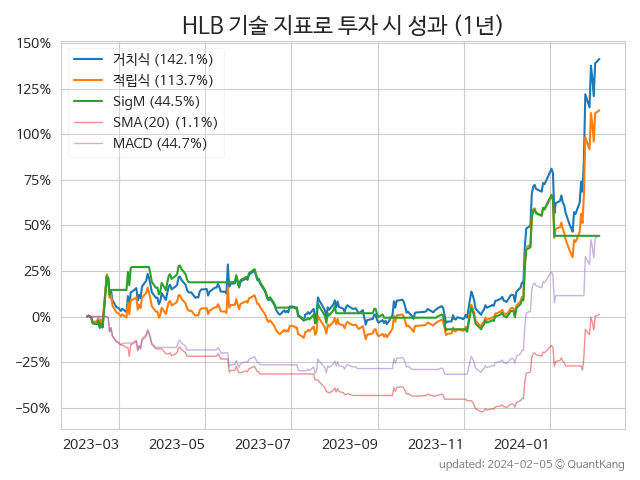 HLB 기술 지표로 투자 시 성과 (1년)
150%
125%
100%
75%
50%
25%
0%
−25%
−50%
거치식 (142.1%)
적립식 (113.7%)
SigM (44.5%)
SMA(20) (1.1%)
MACD (44.7%)
2023-03 2023-05 2023-07 2023-09 2023-11 2024-01
updated: 2024-02-05 © QuantKang